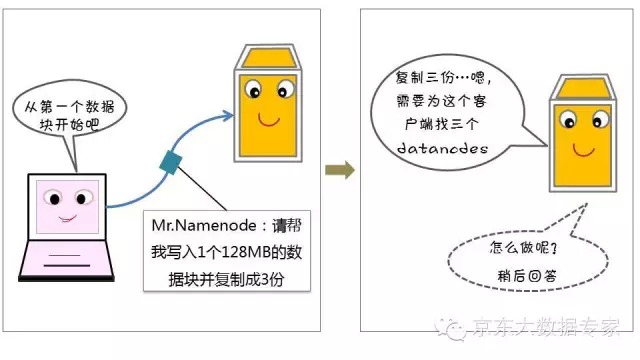 从第一个数据
块开始吧
Mr.Namenode：请帮
我写入1个128MB的数
据块并复制成3份
复制三份…嗯，
需要为这个客
户端找三个
datanodes
怎么做呢？
稍后回答
京东大数据专家